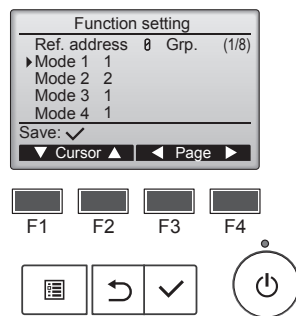 Function setting
Ref. address 0 Grp. (1/8)
Mode 1 1
Mode 2 2
Mode 3 1
Mode 4 1
Save:
Cursor Page
F1 F2 F3 F4